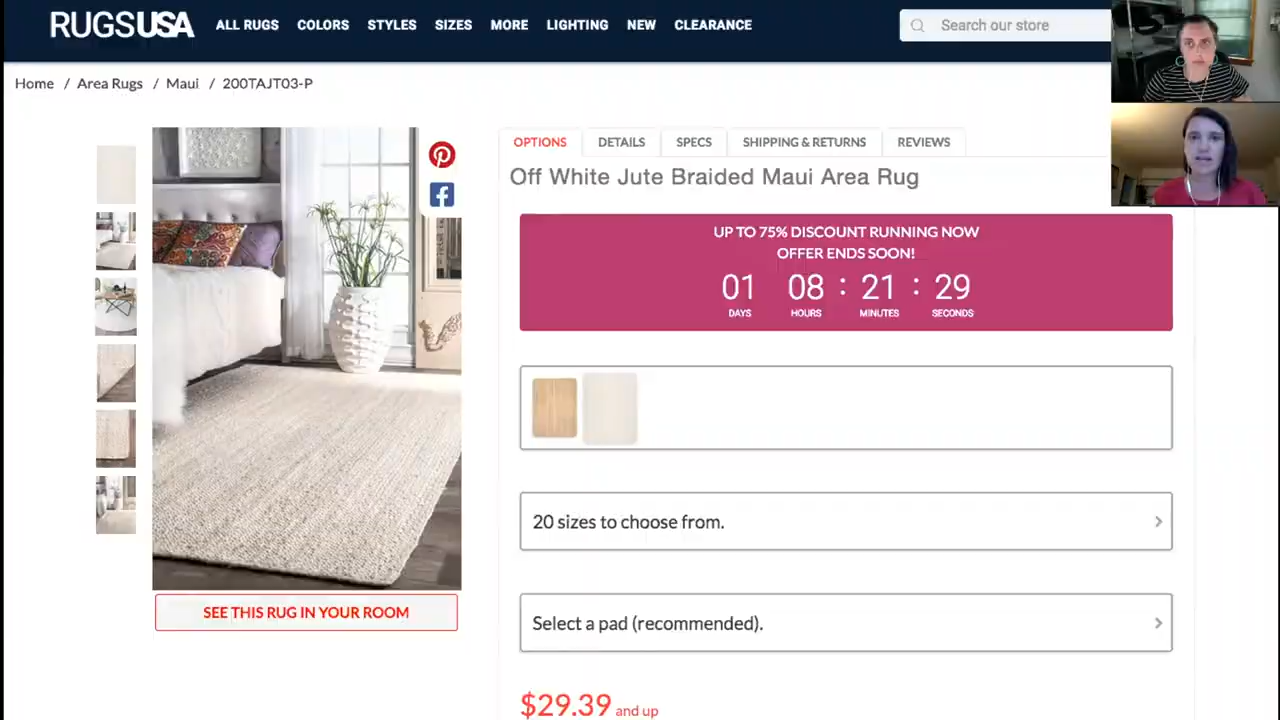 RUGSUSA
ALL RUGS COLORS STYLES SIZES MORE LIGHTING NEW CLEARANCE
Search our store
Home / Area Rugs / Maui / 200TAJT03-P
OPTIONS DETAILS SPECS SHIPPING & RETURNS REVIEWS
Off White Jute Braided Maui Area Rug
UP TO 75% DISCOUNT RUNNING NOW
OFFER ENDS SOON!
01 08 : 21 : 29
DAYS HOURS MINUTES SECONDS
20 sizes to choose from.
SEE THIS RUG IN YOUR ROOM
Select a pad (recommended).
$29.39 and up